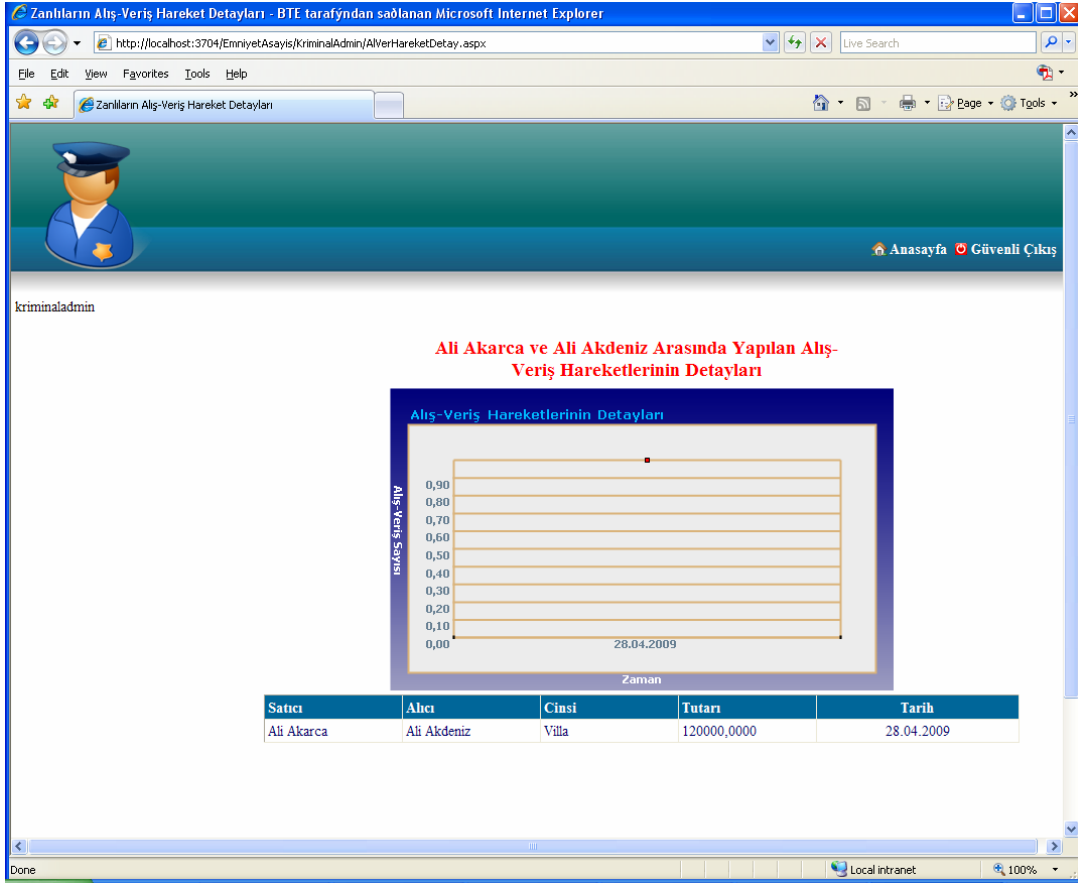 Zanlıların Alış-Veriş Hareket Detayları - BTE tarafýndan saðlanan Microsoft Internet Explorer
http://localhost:3704/EmniyetAsayis/KriminalAdmin/AlVerHareketDetay.aspx
Live Search
File Edit View Favorites Tools Help
Zanlıların Alış-Veriş Hareket Detayları
Page Tools
Anasayfa Güvenli Çıkış
kriminaladmin
Ali Akarca ve Ali Akdeniz Arasında Yapılan Alış-
Veriş Hareketlerinin Detayları
Alış-Veriş Hareketlerinin Detayları
Alış-Veriş Sayısı
0,90
0,80
0,70
0,60
0,50
0,40
0,30
0,20
0,10
0,00
28.04.2009
Zaman
Satıcı Alıcı Cinsi Tutarı Tarih
Ali Akarca Ali Akdeniz Villa 120000,0000 28.04.2009
Done Local intranet 100%